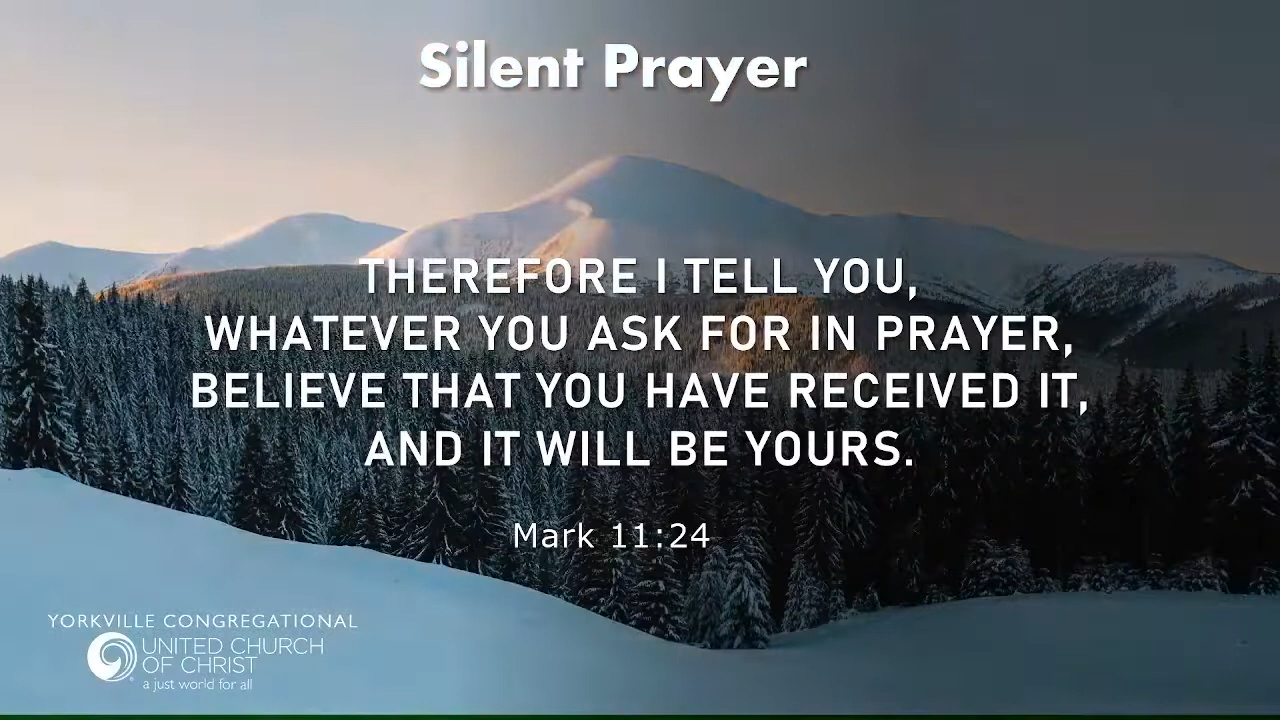 Silent Prayer
THEREFORE I TELL YOU,
WHATEVER YOU ASK FOR IN PRAYER,
BELIEVE THAT YOU HAVE RECEIVED IT,
AND IT WILL BE YOURS.
Mark 11:24
YORKVILLE CONGREGATIONAL
UNITED CHURCH
OF CHRIST
a just world for all